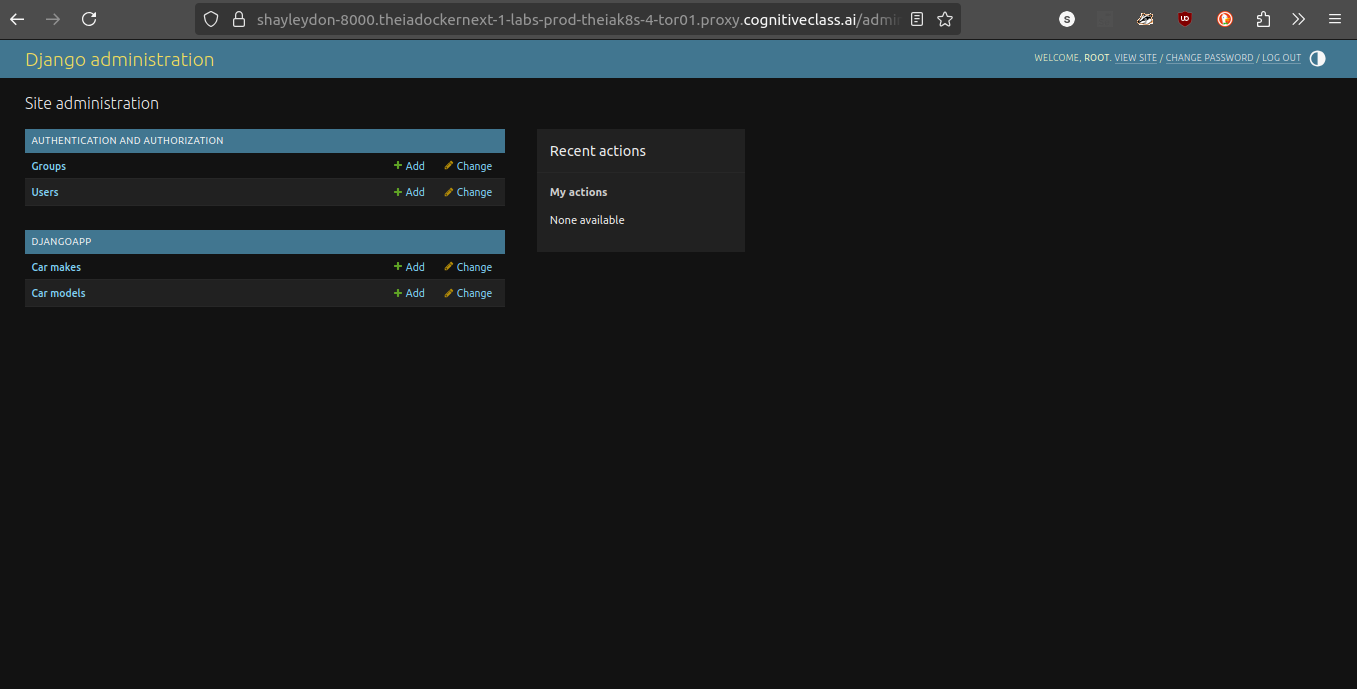 shayleydon-8000.theiadockernext-1-labs-prod-theiak8s-4-tor01.proxy.cognitiveclass.ai/admin
Django administration
WELCOME, ROOT. VIEW SITE / CHANGE PASSWORD / LOG OUT
Site administration
AUTHENTICATION AND AUTHORIZATION
Groups + Add Change
Users + Add Change
DJANGOAPP
Car makes + Add Change
Car models + Add Change
Recent actions
My actions
None available
S